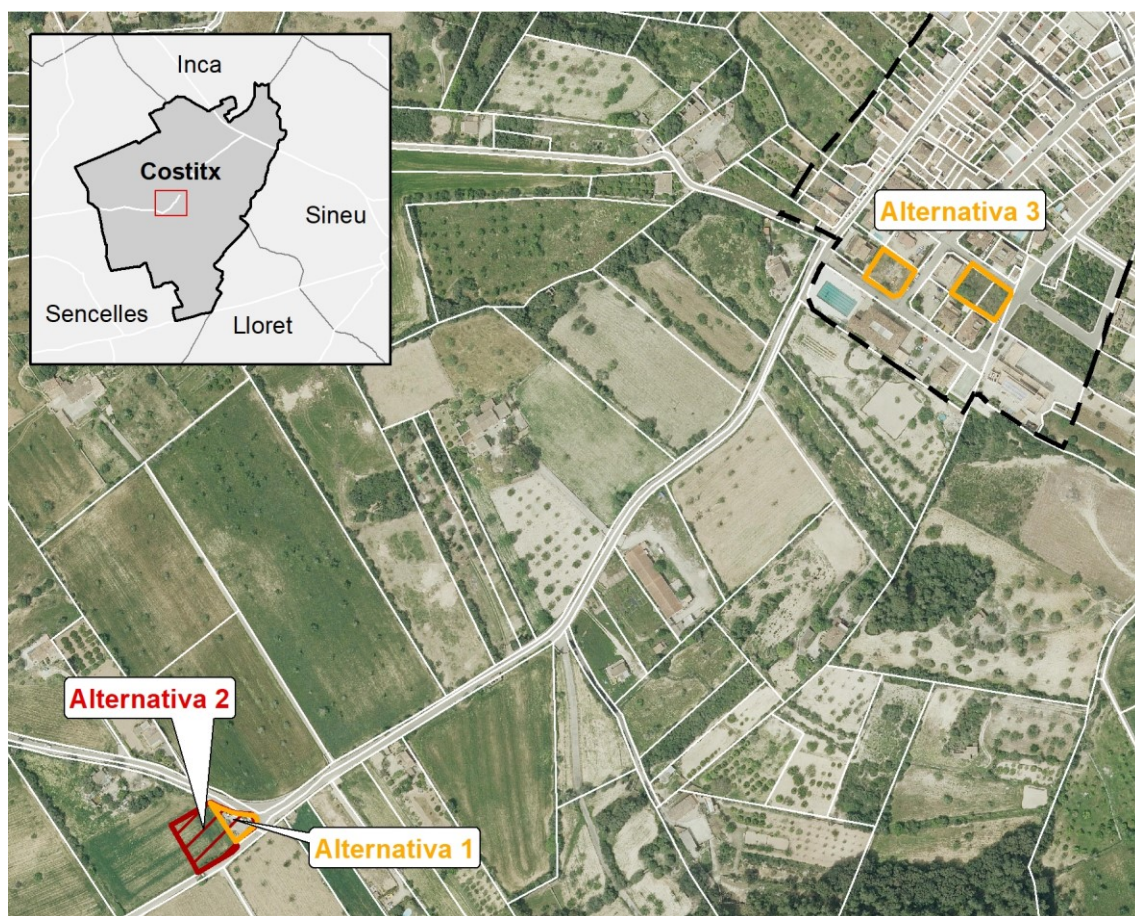 Inca
Costitx
Sineu
Sencelles
Lloret
Alternativa 3
Alternativa 2
Alternativa 1